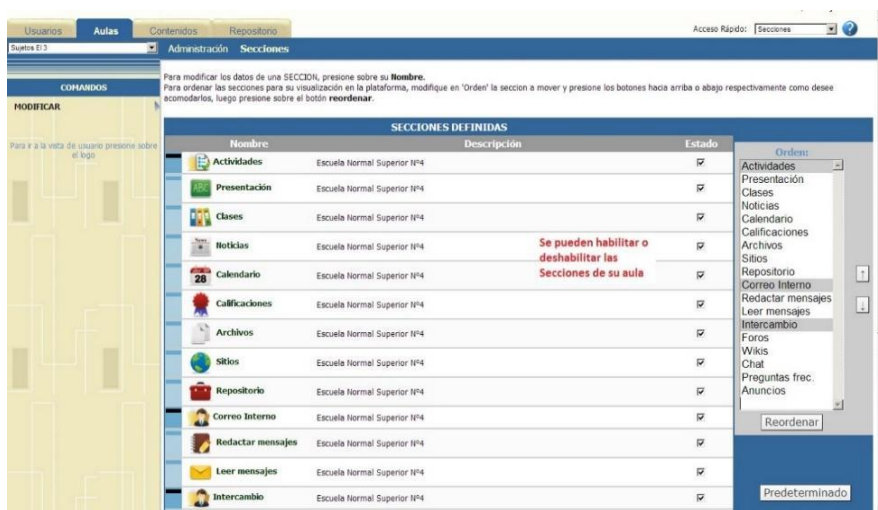 Usuarios Aulas Contenidos Repositorio
Acceso Rápido: Secciones
Sujetos El 3
Administración Secciones
COMANDOS
MODIFICAR
Para ir a la vista de usuario presione sobre
el logo
Para modificar los datos de una SECCION, presione sobre su Nombre.
Para ordenar las secciones para su visualización en la plataforma, modifique en 'Orden' la seccion a mover y presione los botones hacia arriba o abajo respectivamente como desee
acomodarlos, luego presione sobre el botón reordenar.
SECCIONES DEFINIDAS
Nombre Descripción Estado
Actividades Escuela Normal Superior Nº4
Presentación Escuela Normal Superior Nº4
Clases Escuela Normal Superior Nº4
Noticias Escuela Normal Superior Nº4
Calendario Escuela Normal Superior Nº4
Calificaciones Escuela Normal Superior Nº4
Archivos Escuela Normal Superior Nº4
Sitios Escuela Normal Superior Nº4
Repositorio Escuela Normal Superior Nº4
Correo Interno Escuela Normal Superior Nº4
Redactar mensajes Escuela Normal Superior Nº4
Leer mensajes Escuela Normal Superior Nº4
Intercambio Escuela Normal Superior Nº4
ABC
28
Se pueden habilitar o
deshabilitar las
Secciones de su aula
Orden:
Actividades
Presentación
Clases
Noticias
Calendario
Calificaciones
Archivos
Sitios
Repositorio
Correo Interno
Redactar mensajes
Leer mensajes
Intercambio
Foros
Wikis
Chat
Preguntas frec.
Anuncios
Reordenar
Predeterminado